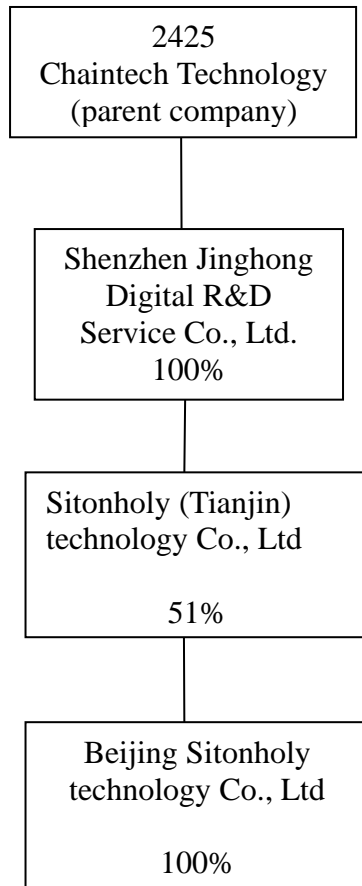 2425
Chaintech Technology
(parent company)
Shenzhen Jinghong
Digital R&D
Service Co., Ltd.
100%
Sitonholy (Tianjin)
technology Co., Ltd
51%
Beijing Sitonholy
technology Co., Ltd
100%